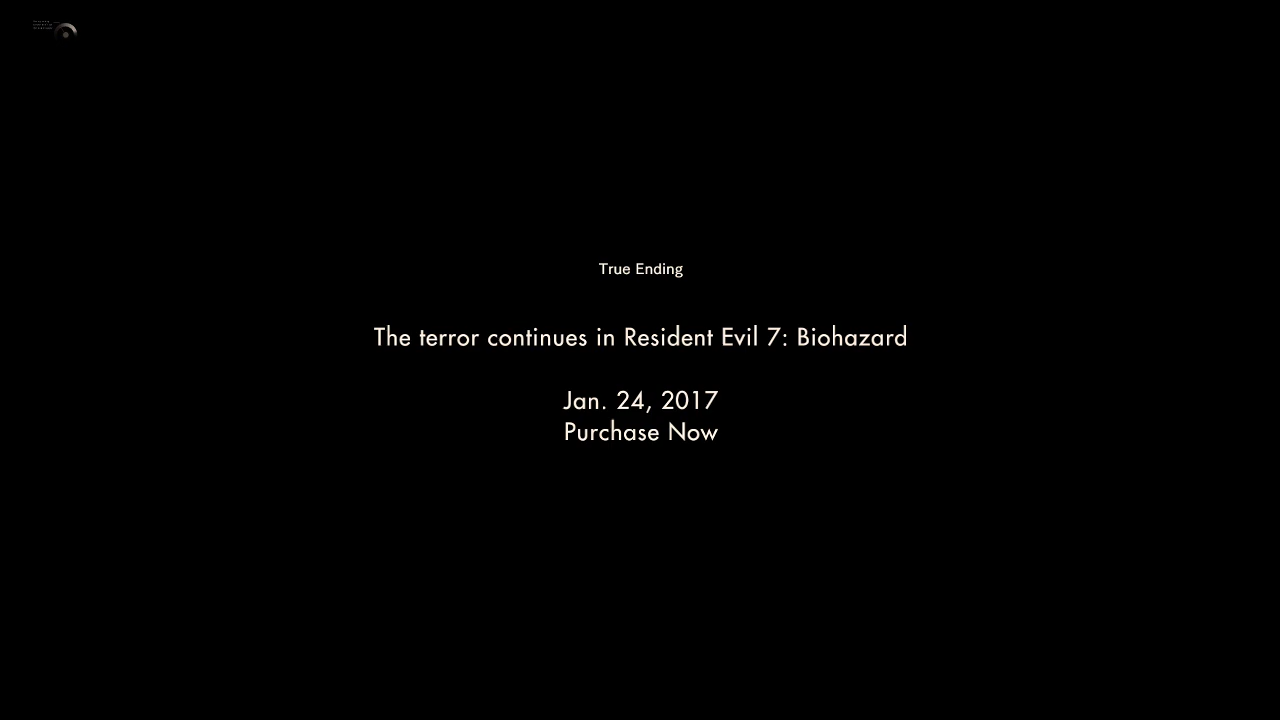 True Ending
The terror continues in Resident Evil 7: Biohazard
Jan. 24, 2017
Purchase Now